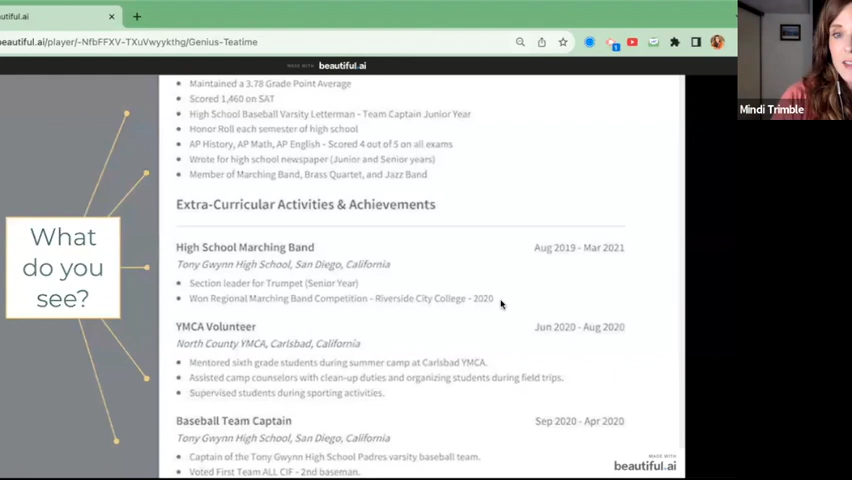 eautiful.ai
eautiful.ai/player/-NfbFFXV-TXuVwyykthg/Genius-Teatime
MADE WITH beautiful.ai
Mindi Trimble
Maintained a 3.78 Grade Point Average
Scored 1,460 on SAT
High School Baseball Varsity Letterman - Team Captain Junior Year
Honor Roll each semester of high school
AP History, AP Math, AP English - Scored 4 out of 5 on all exams
Wrote for high school newspaper (Junior and Senior years)
Member of Marching Band, Brass Quartet, and Jazz Band
Extra-Curricular Activities & Achievements
What
do you
see?
High School Marching Band Aug 2019 - Mar 2021
Tony Gwynn High School, San Diego, California
Section leader for Trumpet (Senior Year)
Won Regional Marching Band Competition - Riverside City College - 2020
YMCA Volunteer Jun 2020 - Aug 2020
North County YMCA, Carlsbad, California
Mentored sixth grade students during summer camp at Carlsbad YMCA.
Assisted camp counselors with clean-up duties and organizing students during field trips.
Supervised students during sporting activities.
Baseball Team Captain Sep 2020 - Apr 2020
Tony Gwynn High School, San Diego, California
Captain of the Tony Gwynn High School Padres varsity baseball team.
Voted First Team ALL CIF - 2nd baseman.
MADE WITH
beautiful.ai